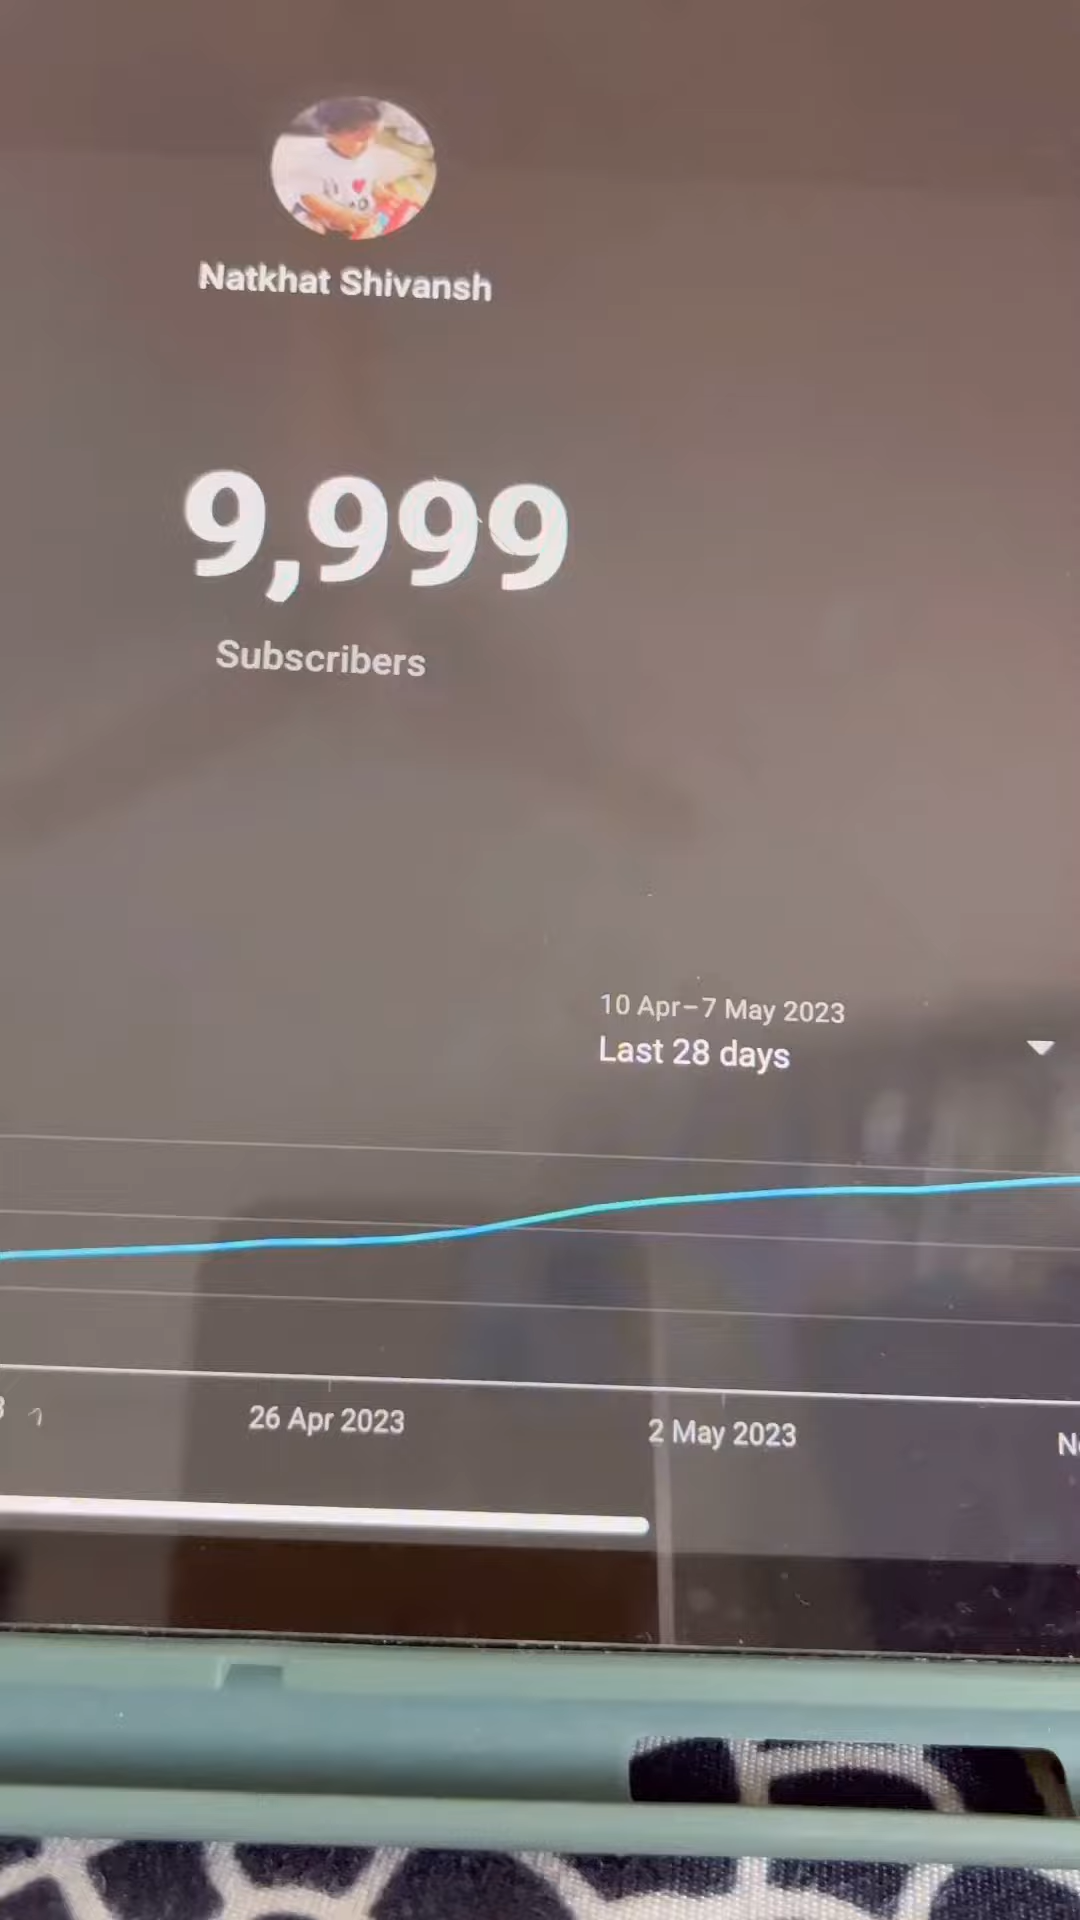 Natkhat Shivansh
9,999
Subscribers
10 Apr–7 May 2023
Last 28 days
26 Apr 2023
2 May 2023